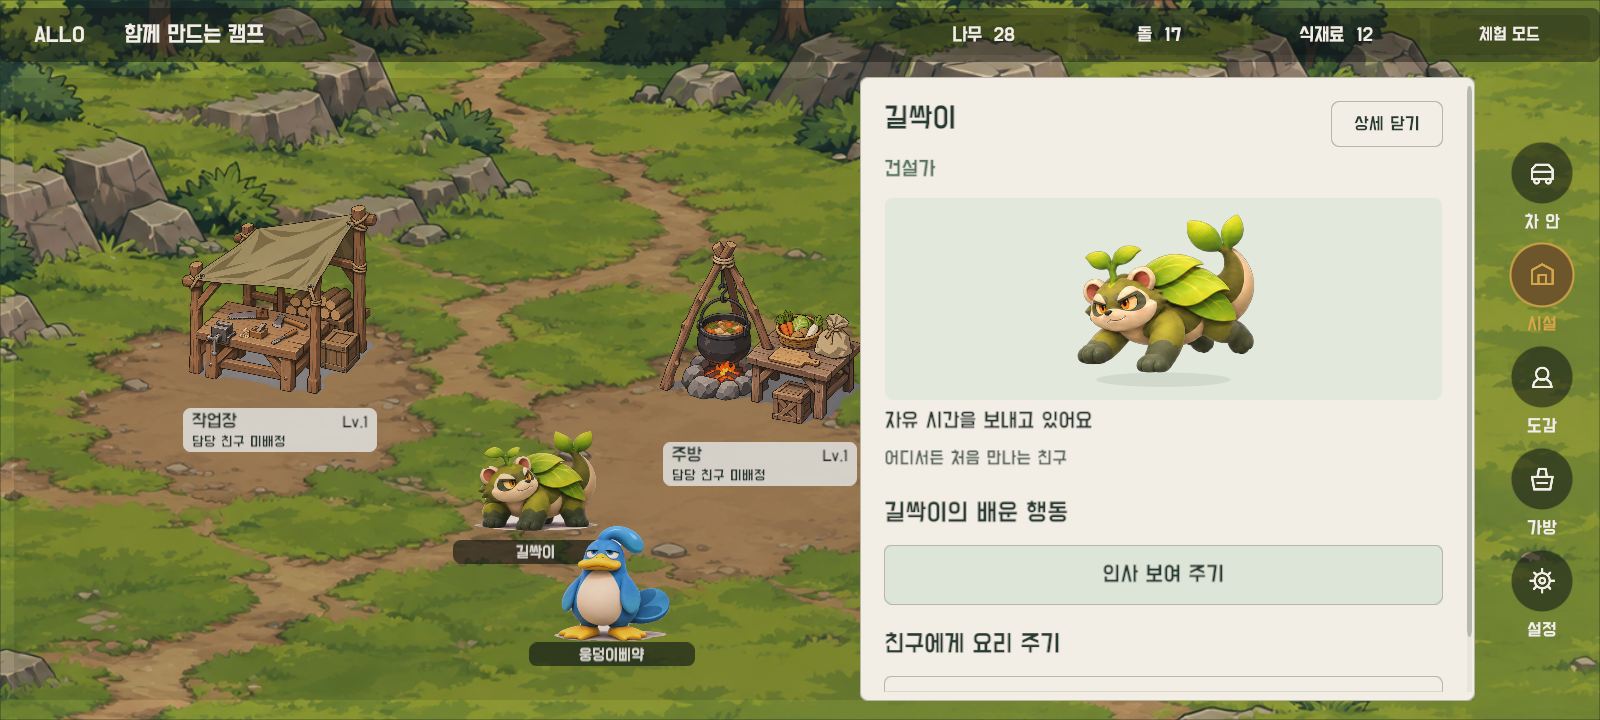 ALLO 함께 만드는 캠프 나무 28 돌 17 식재료 12 체험 모드
길싹이
상세 닫기
건설가
자유 시간을 보내고 있어요
어디서든 처음 만나는 친구
길싹이의 배운 행동
인사 보여 주기
친구에게 요리 주기
작업장 Lv.1
담당 친구 미배정
주방 Lv.1
담당 친구 미배정
길싹이
웅덩이삐약
차 안
시설
도감
가방
설정